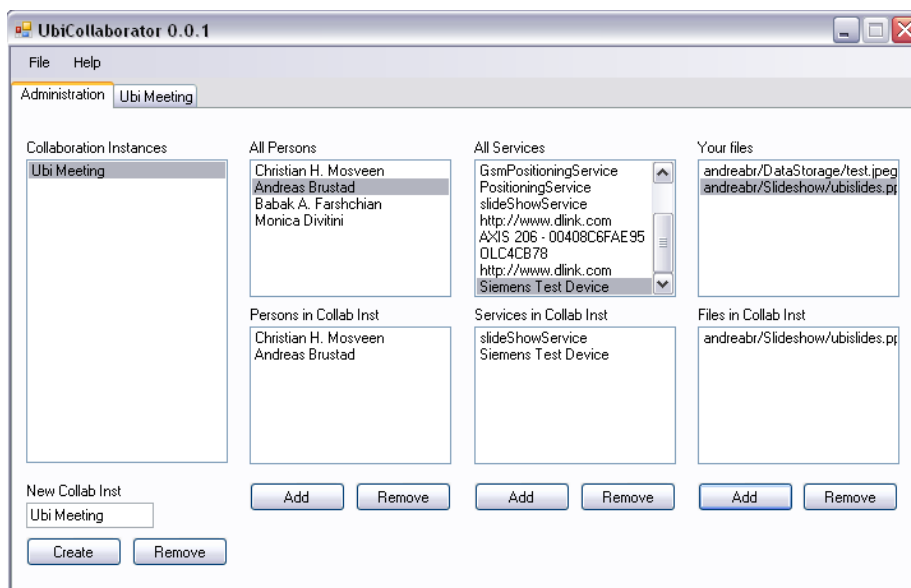 UbiCollaborator 0.0.1
File Help
Administration Ubi Meeting
Collaboration Instances
Ubi Meeting
All Persons
Christian H. Mosveen
Andreas Brustad
Babak A. Farshchian
Monica Divitini
All Services
GsmPositioningService
PositioningService
slideShowService
http://www.dlink.com
AXIS 206 - 00408C6FAE95
OLC4CB78
http://www.dlink.com
Siemens Test Device
Your files
andreabr/DataStorage/test.jpeg
andreabr/Slideshow/ubislides.pp
Persons in Collab Inst
Christian H. Mosveen
Andreas Brustad
Services in Collab Inst
slideShowService
Siemens Test Device
Files in Collab Inst
andreabr/Slideshow/ubislides.pp
New Collab Inst
Ubi Meeting
Create Remove
Add Remove
Add Remove
Add Remove